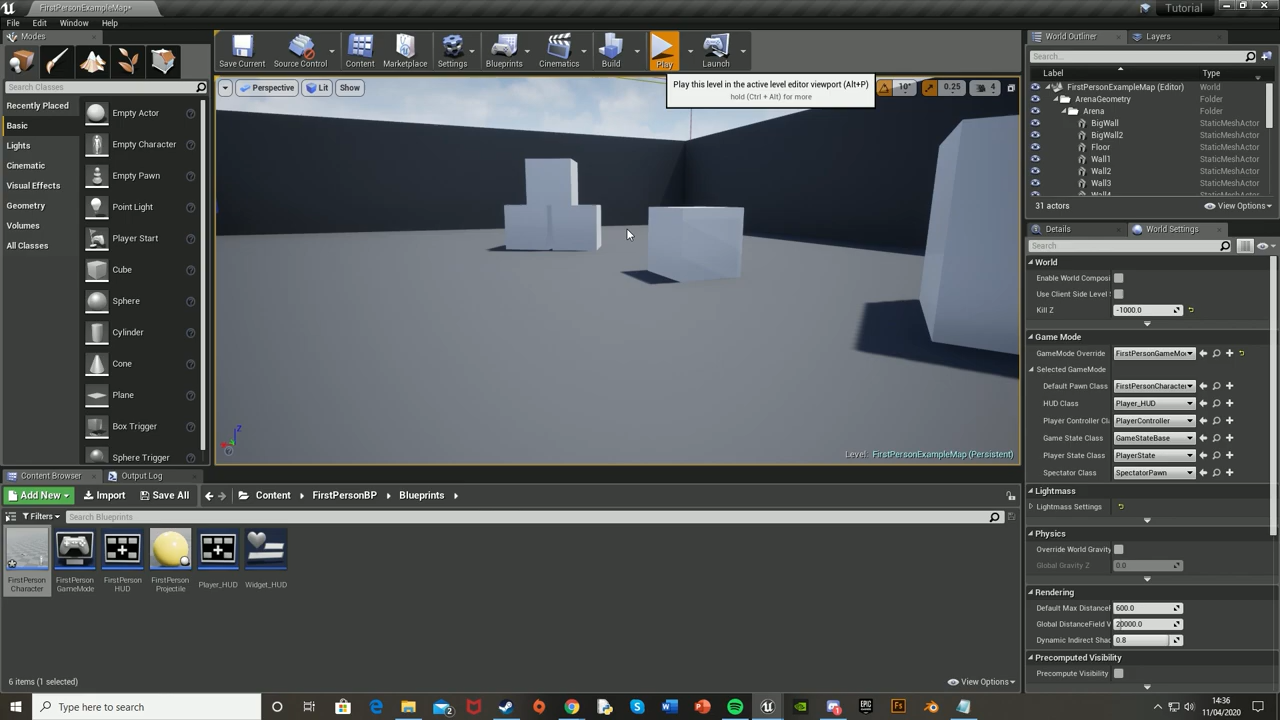 FirstPersonExampleMap*
Tutorial
File Edit Window Help
Modes
Save Current
Source Control
Content
Marketplace
Settings
Blueprints
Cinematics
Build
Play
Launch
World Outliner
Layers
Search...
Label
Type
Search Classes
Play this level in the active level editor viewport (Alt+P)
hold (Ctrl + Alt) for more
Perspective
Lit
Show
10°
0.25
4
FirstPersonExampleMap (Editor) World
ArenaGeometry Folder
Arena Folder
BigWall StaticMeshActor
BigWall2 StaticMeshActor
Floor StaticMeshActor
Wall1 StaticMeshActor
Wall2 StaticMeshActor
Wall3 StaticMeshActor
31 actors
View Options
Recently Placed
Basic
Lights
Cinematic
Visual Effects
Geometry
Volumes
All Classes
Empty Actor
Empty Character
Empty Pawn
Point Light
Player Start
Cube
Sphere
Cylinder
Cone
Plane
Box Trigger
Sphere Trigger
Z
Level: FirstPersonExampleMap (Persistent)
Details
World Settings
Search
World
Enable World Composi
Use Client Side Level
Kill Z -1000.0
Game Mode
GameMode Override FirstPersonGameMo
Selected GameMode
Default Pawn Class FirstPersonCharacter
HUD Class Player_HUD
Player Controller Cl PlayerController
Game State Class GameStateBase
Player State Class PlayerState
Spectator Class SpectatorPawn
Lightmass
Lightmass Settings
Physics
Override World Gravity
Global Gravity Z 0.0
Rendering
Default Max Distance 600.0
Global DistanceField V 20000.0
Dynamic Indirect Shad 0.8
Precomputed Visibility
Precompute Visibility
Content Browser
Output Log
Add New
Import
Save All
Content
FirstPersonBP
Blueprints
Filters
Search Blueprints
FirstPerson
Character
FirstPerson
GameMode
FirstPerson
HUD
FirstPerson
Projectile
Player_HUD
Widget_HUD
6 items (1 selected)
View Options
Type here to search
14:36
11/04/2020